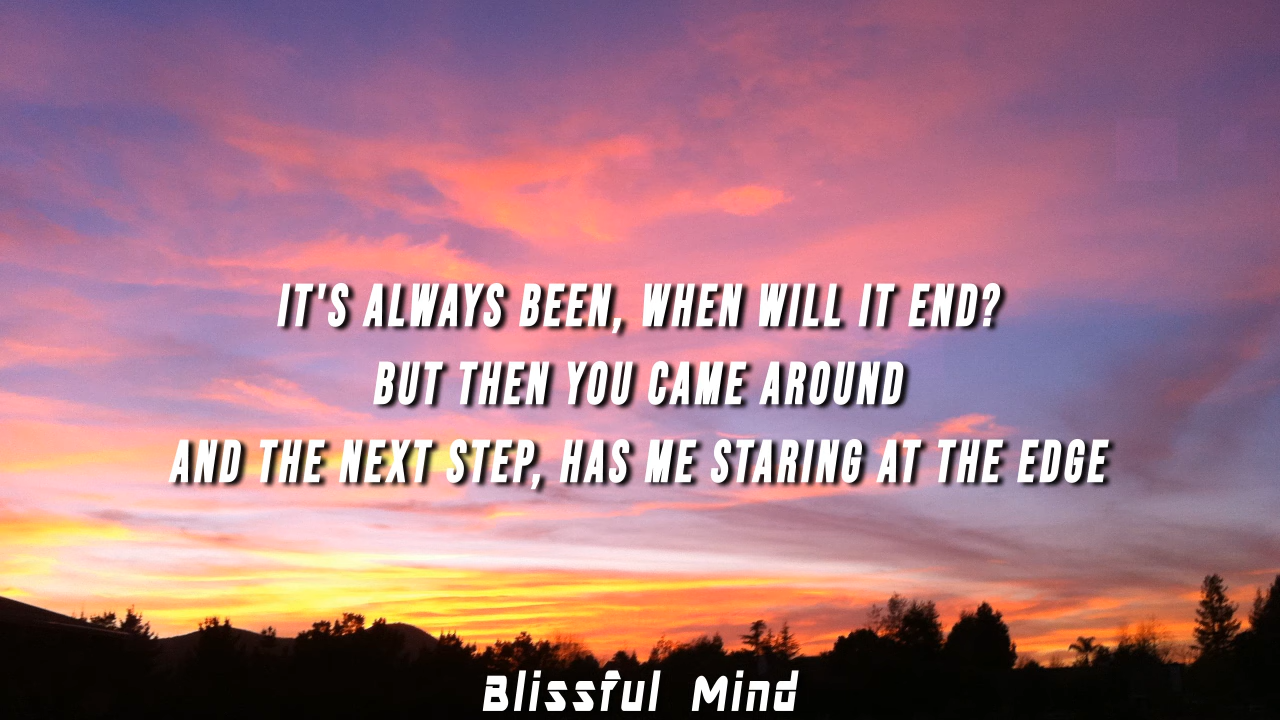 IT'S ALWAYS BEEN, WHEN WILL IT END?
BUT THEN YOU CAME AROUND
AND THE NEXT STEP, HAS ME STARING AT THE EDGE
Blissful Mind